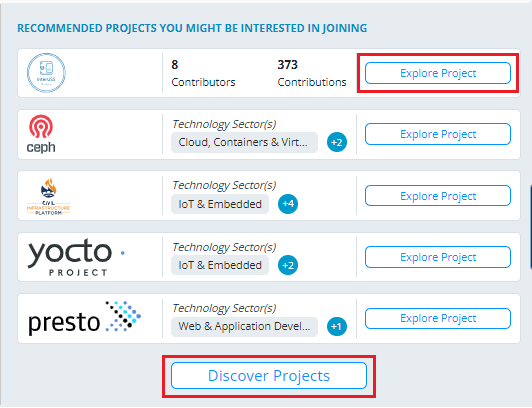 RECOMMENDED PROJECTS YOU MIGHT BE INTERESTED IN JOINING
InterUSS
8
Contributors
373
Contributions
Explore Project
ceph
Technology Sector(s)
Cloud, Containers & Virt...
+2
Explore Project
CIVIL
INFRASTRUCTURE
PLATFORM
Technology Sector(s)
IoT & Embedded
+4
Explore Project
yocto
PROJECT
Technology Sector(s)
IoT & Embedded
+2
Explore Project
presto
Technology Sector(s)
Web & Application Devel...
+1
Explore Project
Discover Projects